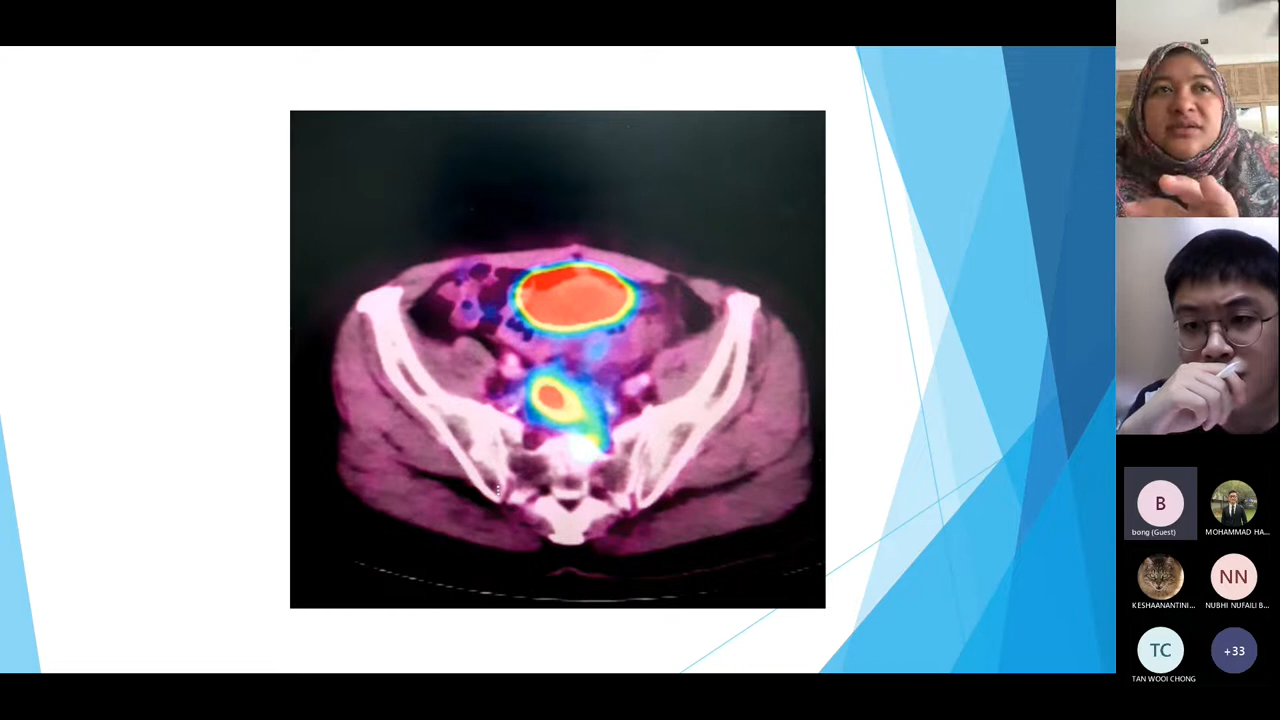 B
bong (Guest)
MOHAMMAD HA...
KESHAANANTINI...
NN
NUBHI NUFAILI B...
TC
TAN WOOI CHONG
+33